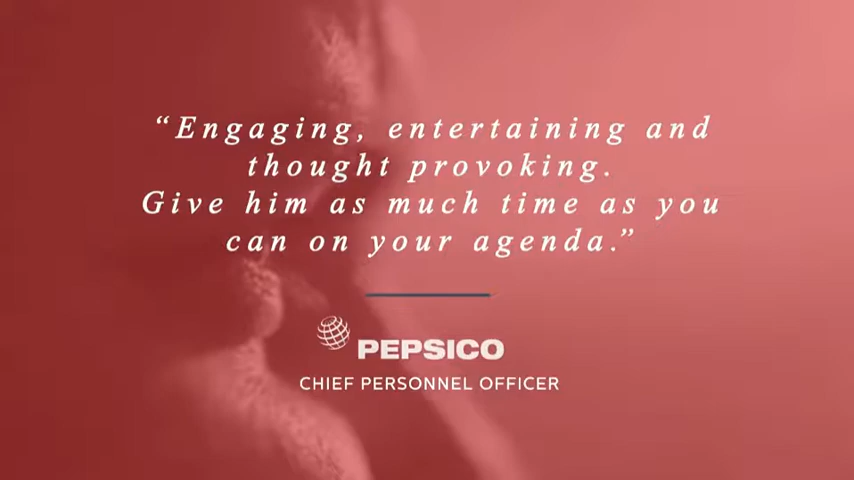 “Engaging, entertaining and
thought provoking.
Give him as much time as you
can on your agenda.”
PEPSICO
CHIEF PERSONNEL OFFICER